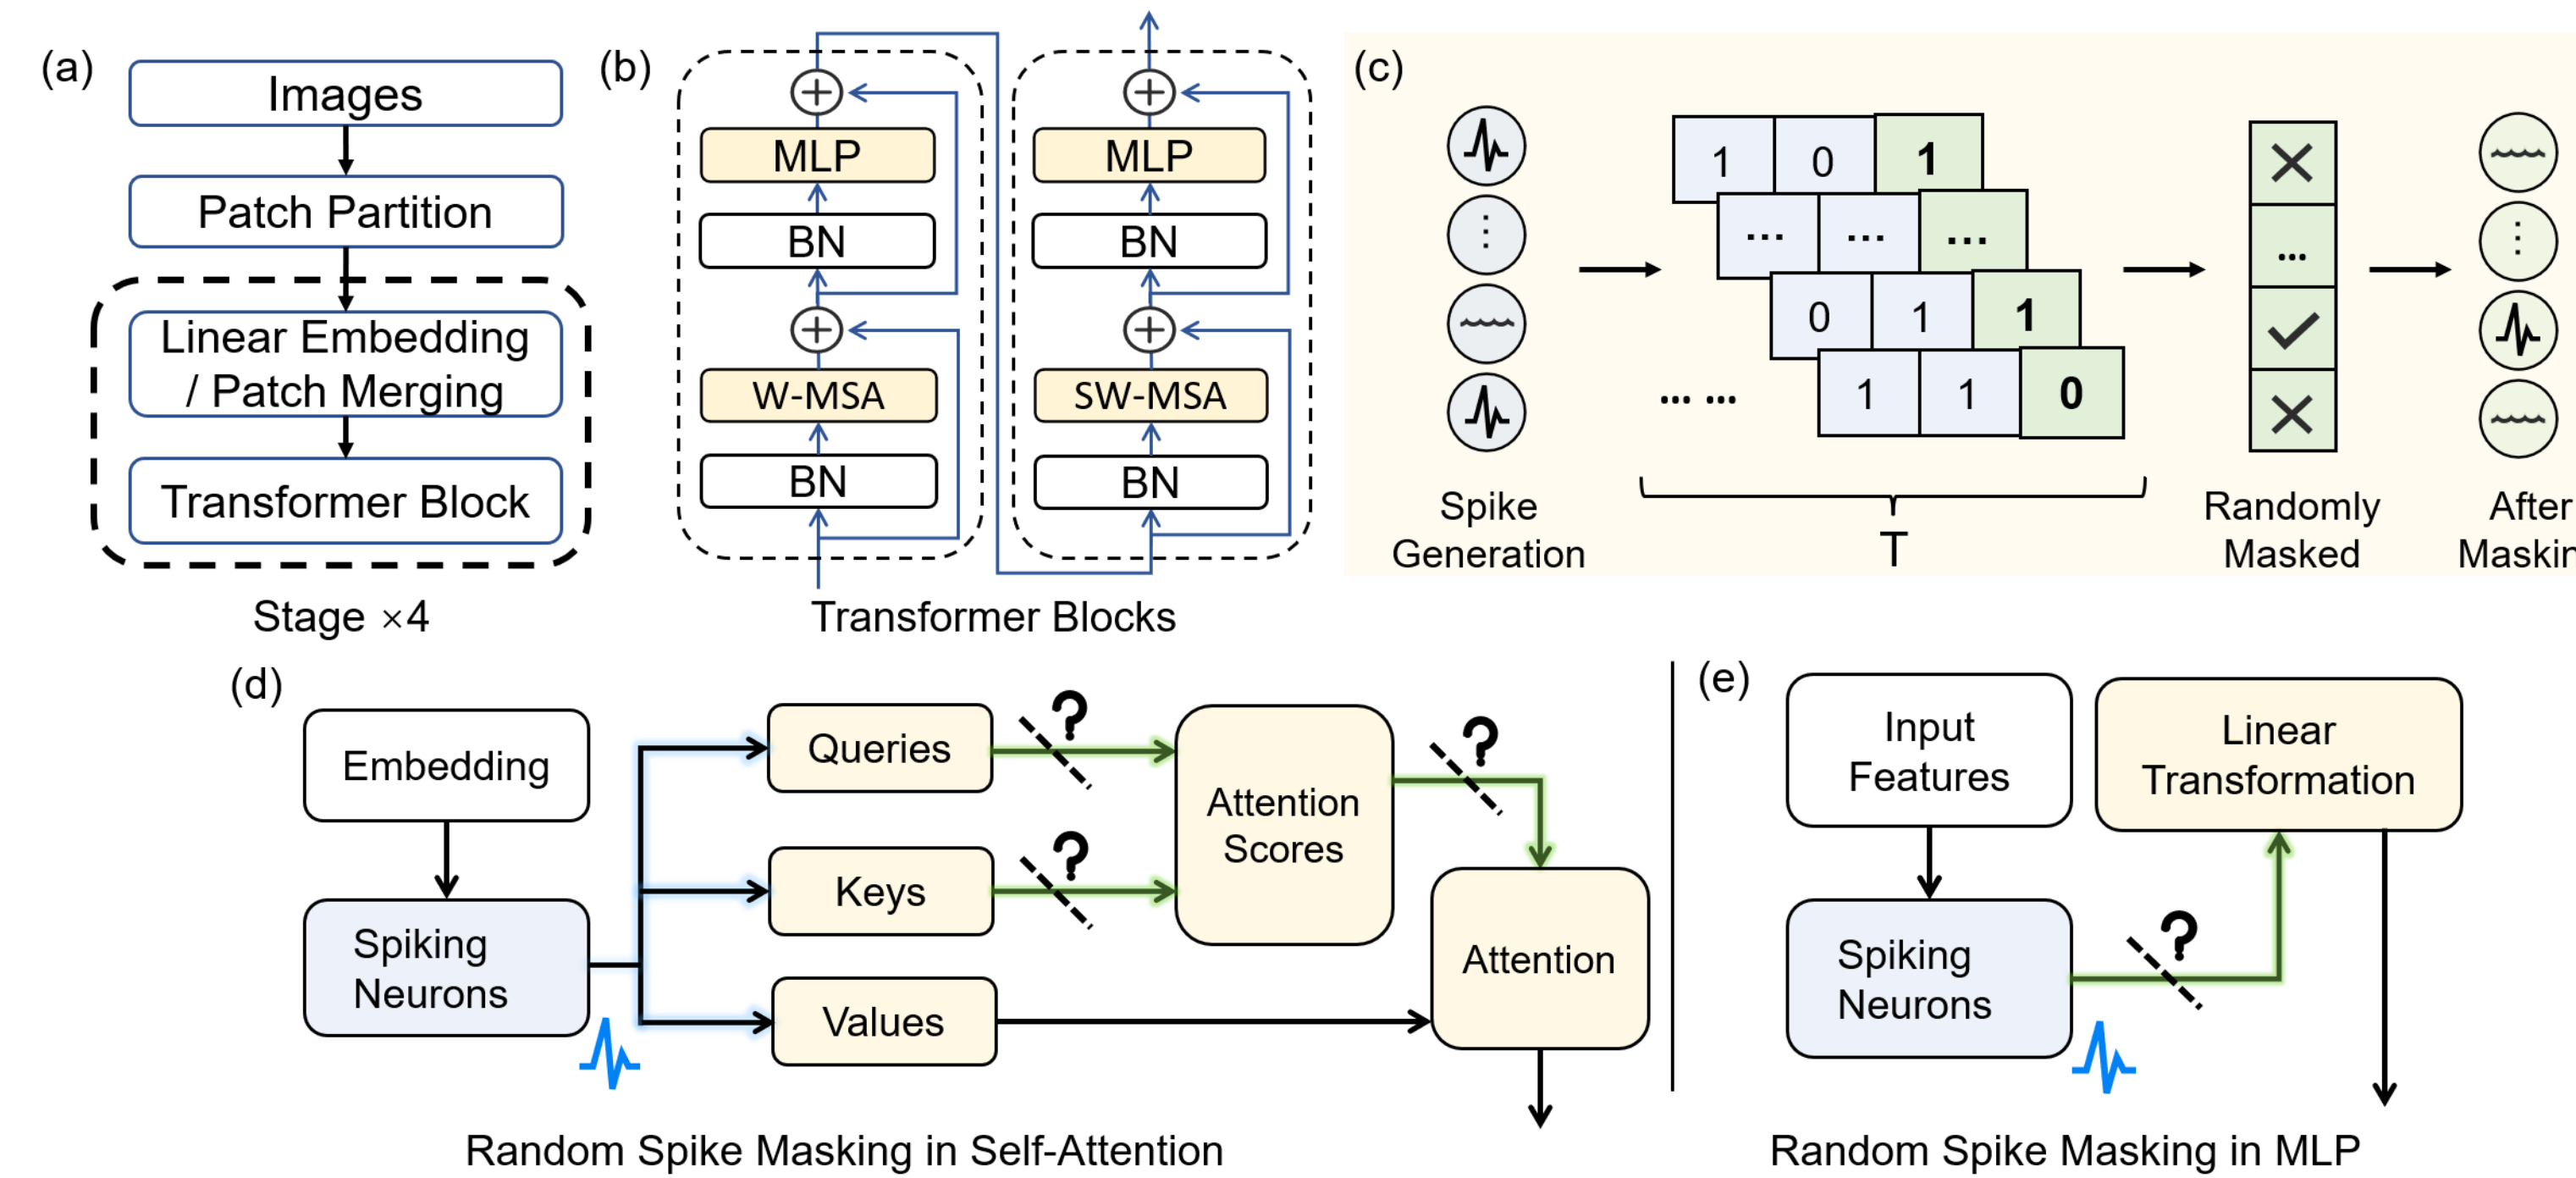 (a)
Images
Patch Partition
Linear Embedding
/ Patch Merging
Transformer Block
Stage ×4
(b)
MLP
BN
W-MSA
BN
MLP
BN
SW-MSA
BN
Transformer Blocks
(c)
1 0 1
... ... ...
0 1 1
... ... 1 1 0
...
Spike
Generation
T
Randomly
Masked
After
Maskin
(d)
Embedding
Spiking
Neurons
Queries
?
Keys
?
Values
Attention
Scores
?
Attention
Random Spike Masking in Self-Attention
(e)
Input
Features
Spiking
Neurons
?
Linear
Transformation
Random Spike Masking in MLP